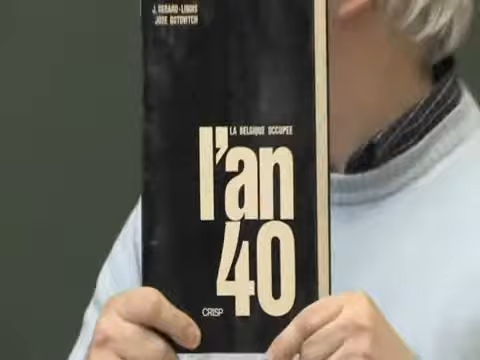 J. GERARD-LIBOIS
JOSE GOTOVITCH
LA BELGIQUE OCCUPEE
l'an
40
CRISP